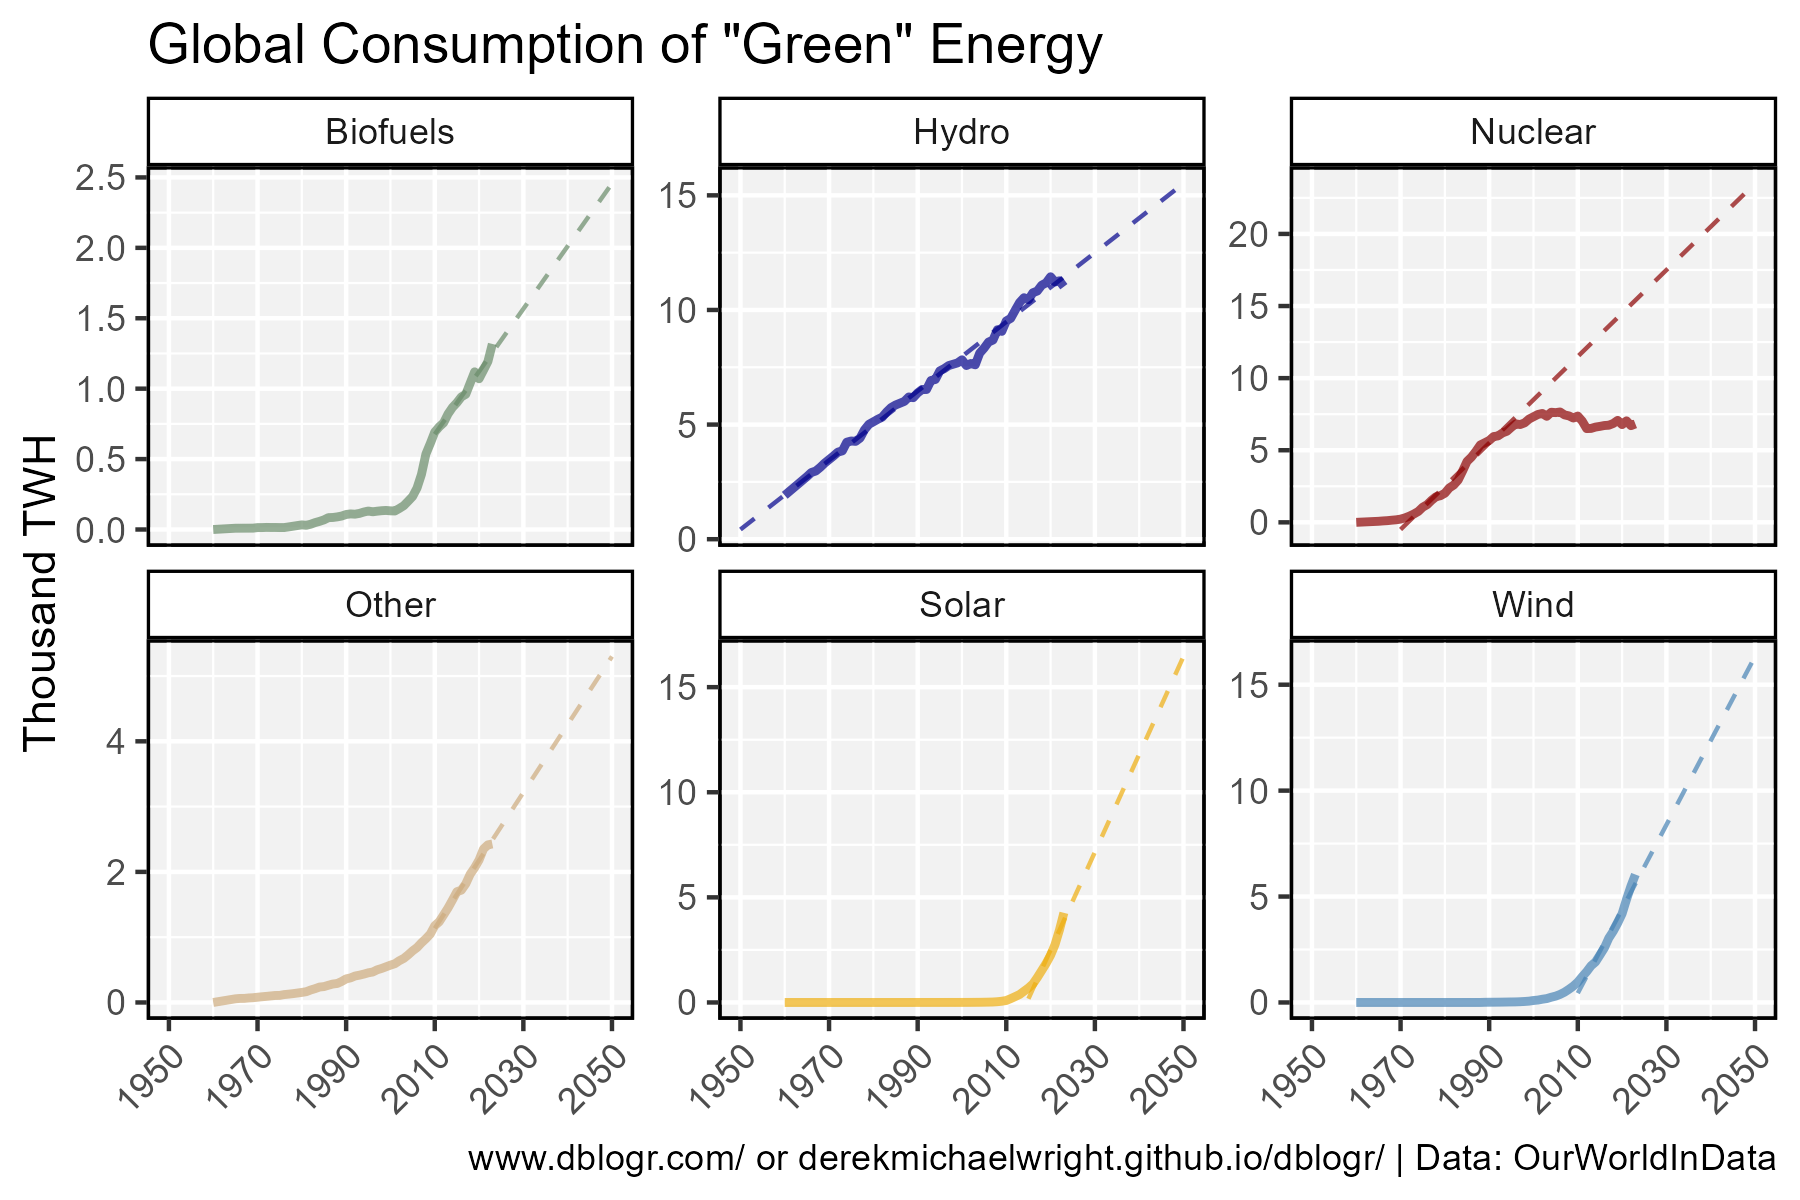 Global Consumption of "Green" Energy
Biofuels
Hydro
Nuclear
2.5
2.0
1.5
1.0
0.5
0.0
15
10
5
0
20
15
10
5
0
Thousand TWH
Other
Solar
Wind
4
2
0
15
10
5
0
15
10
5
0
1950 1970 1990 2010 2030 2050
1950 1970 1990 2010 2030 2050
1950 1970 1990 2010 2030 2050
www.dblogr.com/ or derekmichaelwright.github.io/dblogr/ | Data: OurWorldInData